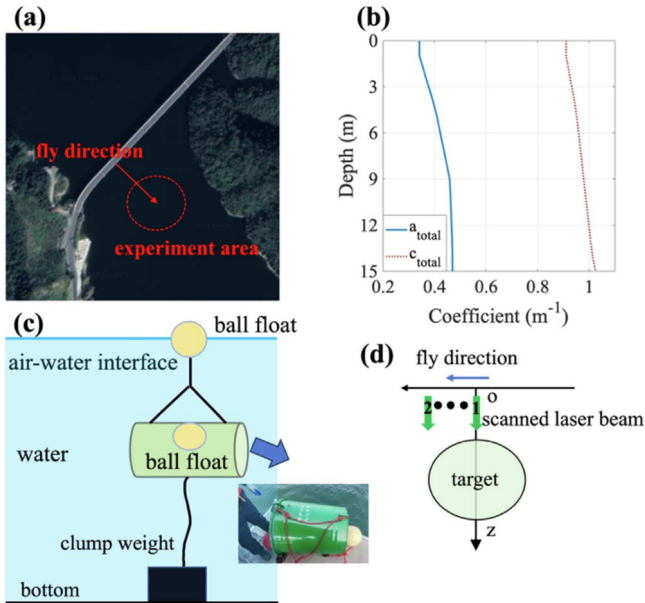 (a)
fly direction
experiment area
(b)
0
3
6
9
12
15
Depth (m)
a total
c total
0.2 0.4 0.6 0.8 1
Coefficient (m-1)
(c)
ball float
air-water interface
water
ball float
clump weight
bottom
(d)
fly direction
o
2 1
scanned laser beam
target
z